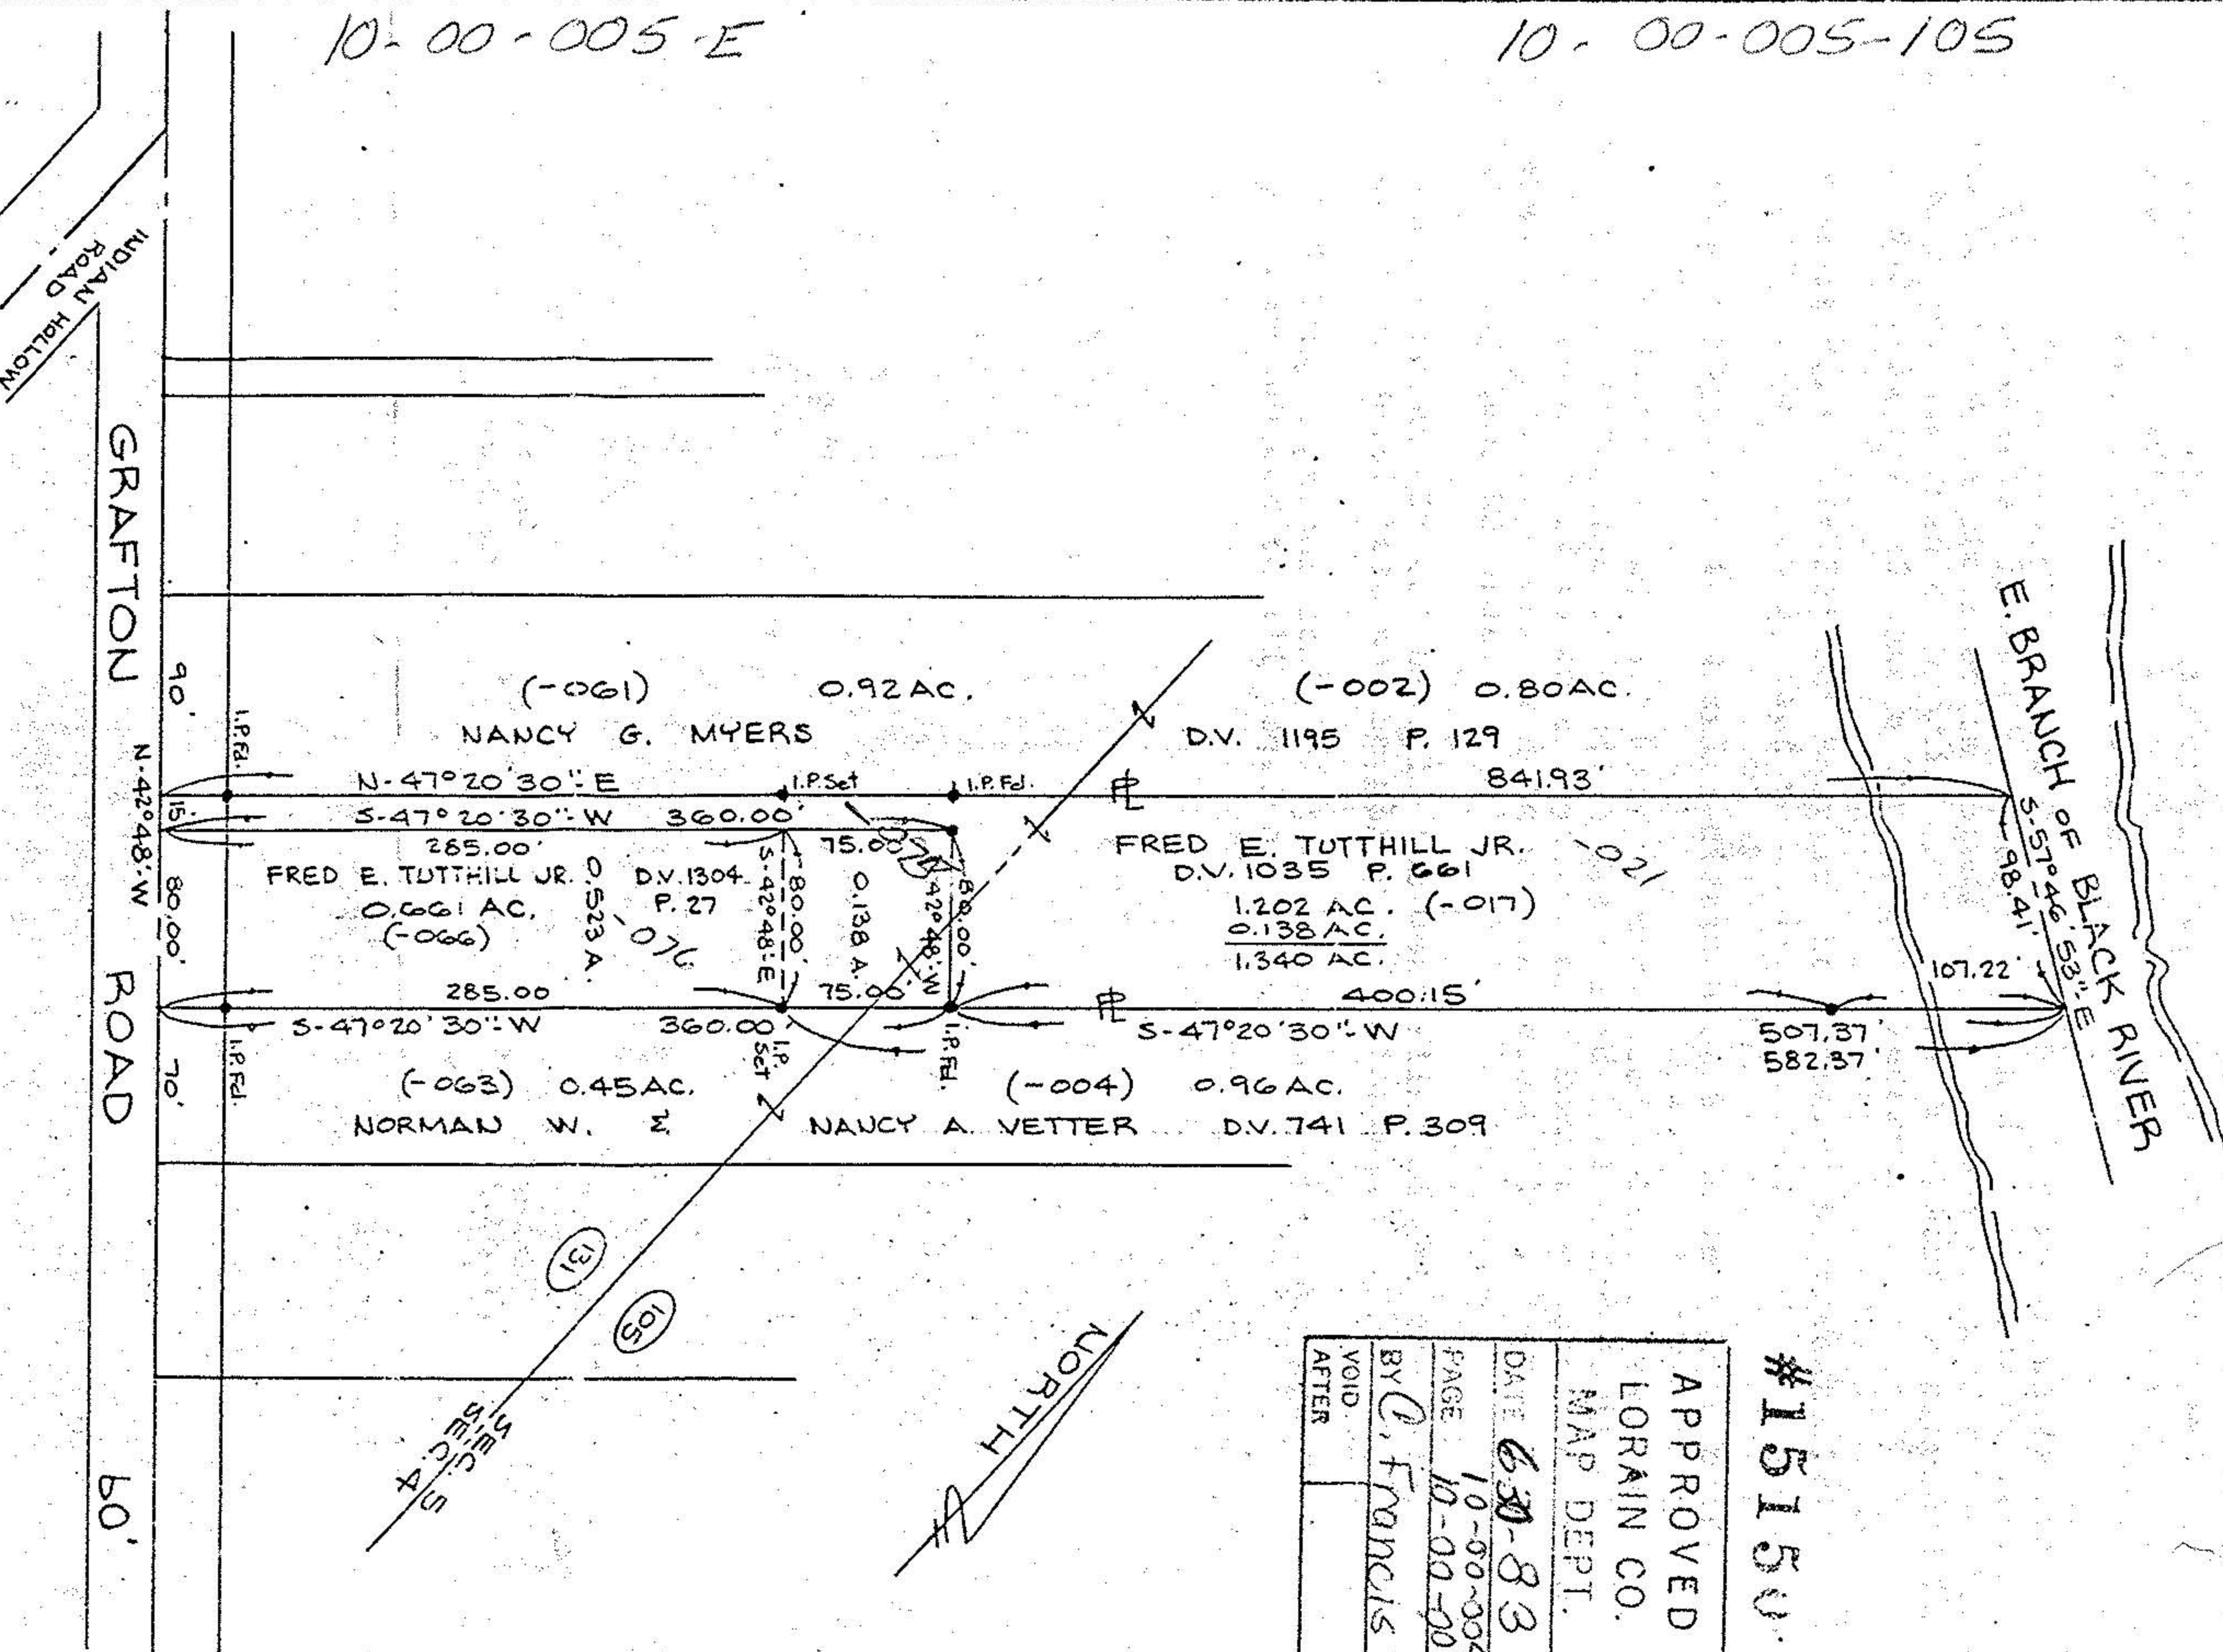 10-00-005-E
10-00-005-105
INDIAN HOLLOW
ROAD
GRAFTON ROAD 60'
90'
N-42°48'-W
15'
80.00'
70'
I.P.Fd.
I.P.Fd.
(-061) 0.92 AC.
NANCY G. MYERS
(-002) 0.80 AC.
D.V. 1195 P. 129
N-47°20'30"-E
I.P.Set
I.P.Fd.
℄
841.93'
S-47°20'30"-W 360.00'
285.00'
75.00'
FRED E. TUTTHILL JR.
0.661 AC.
(-066)
0.523 A.
-076
D.V. 1304
P. 27
S-42°48'-E
80.00'
0.138 A.
42°48'-W
80.00'
FRED E. TUTTHILL JR.
D.V. 1035 P. 661
1.202 AC. (-017)
0.138 AC.
1.340 AC.
-021
E. BRANCH OF BLACK RIVER
S-57°46'53"-E
98.41'
107.22'
285.00
75.00'
℄
400.15'
S-47°20'30"-W
360.00'
I.P. Set
I.P. Fd.
S-47°20'30"-W
507.37'
582.37'
(-063) 0.45 AC.
(-004) 0.96 AC.
NORMAN W. & NANCY A. VETTER D.V. 741 P. 309
131
105
SEC. 5
SEC. 4
NORTH
#15150
APPROVED
LORAIN CO.
MAP DEPT.
DATE 6-30-83
PAGE 10-00-004
10-00-00
BY C. Francis
VOID
AFTER